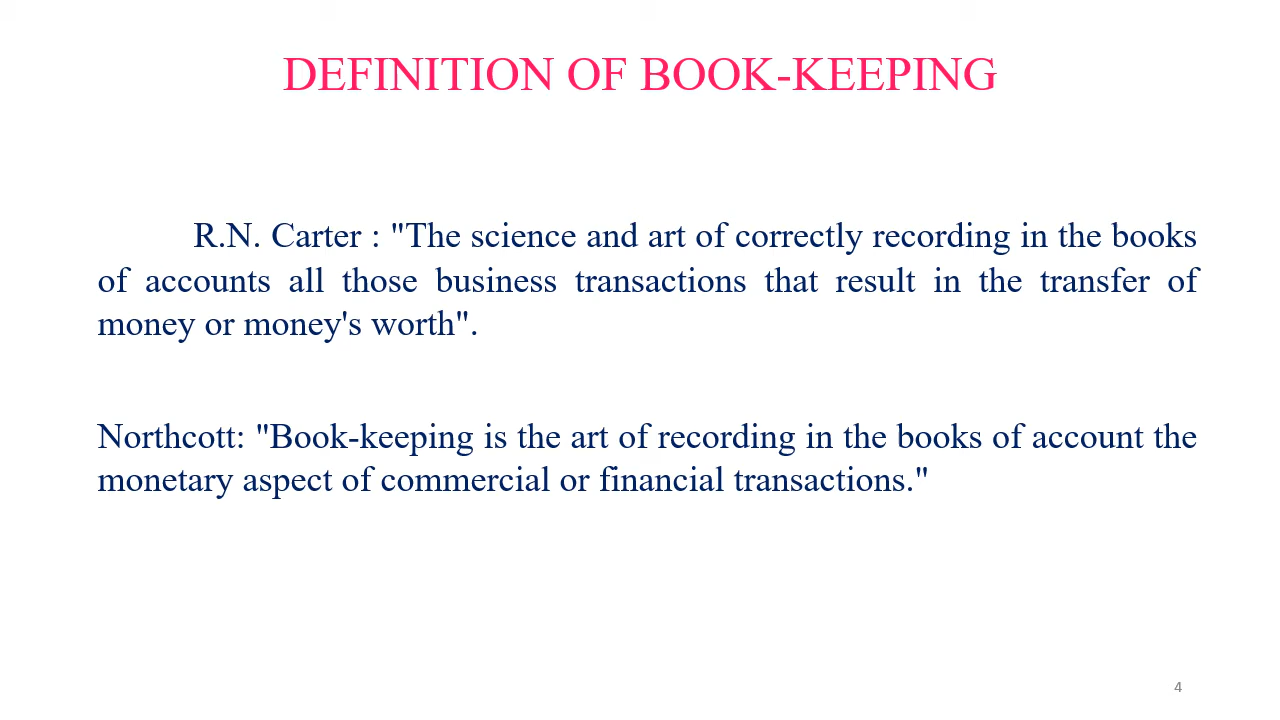 DEFINITION OF BOOK-KEEPING
R.N. Carter : "The science and art of correctly recording in the books
of accounts all those business transactions that result in the transfer of
money or money's worth".
Northcott: "Book-keeping is the art of recording in the books of account the
monetary aspect of commercial or financial transactions."
4